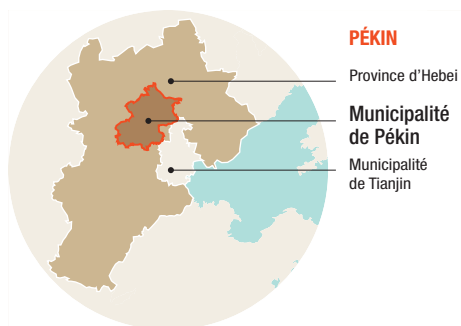 PÉKIN
Province d’Hebei
Municipalité
de Pékin
Municipalité
de Tianjin